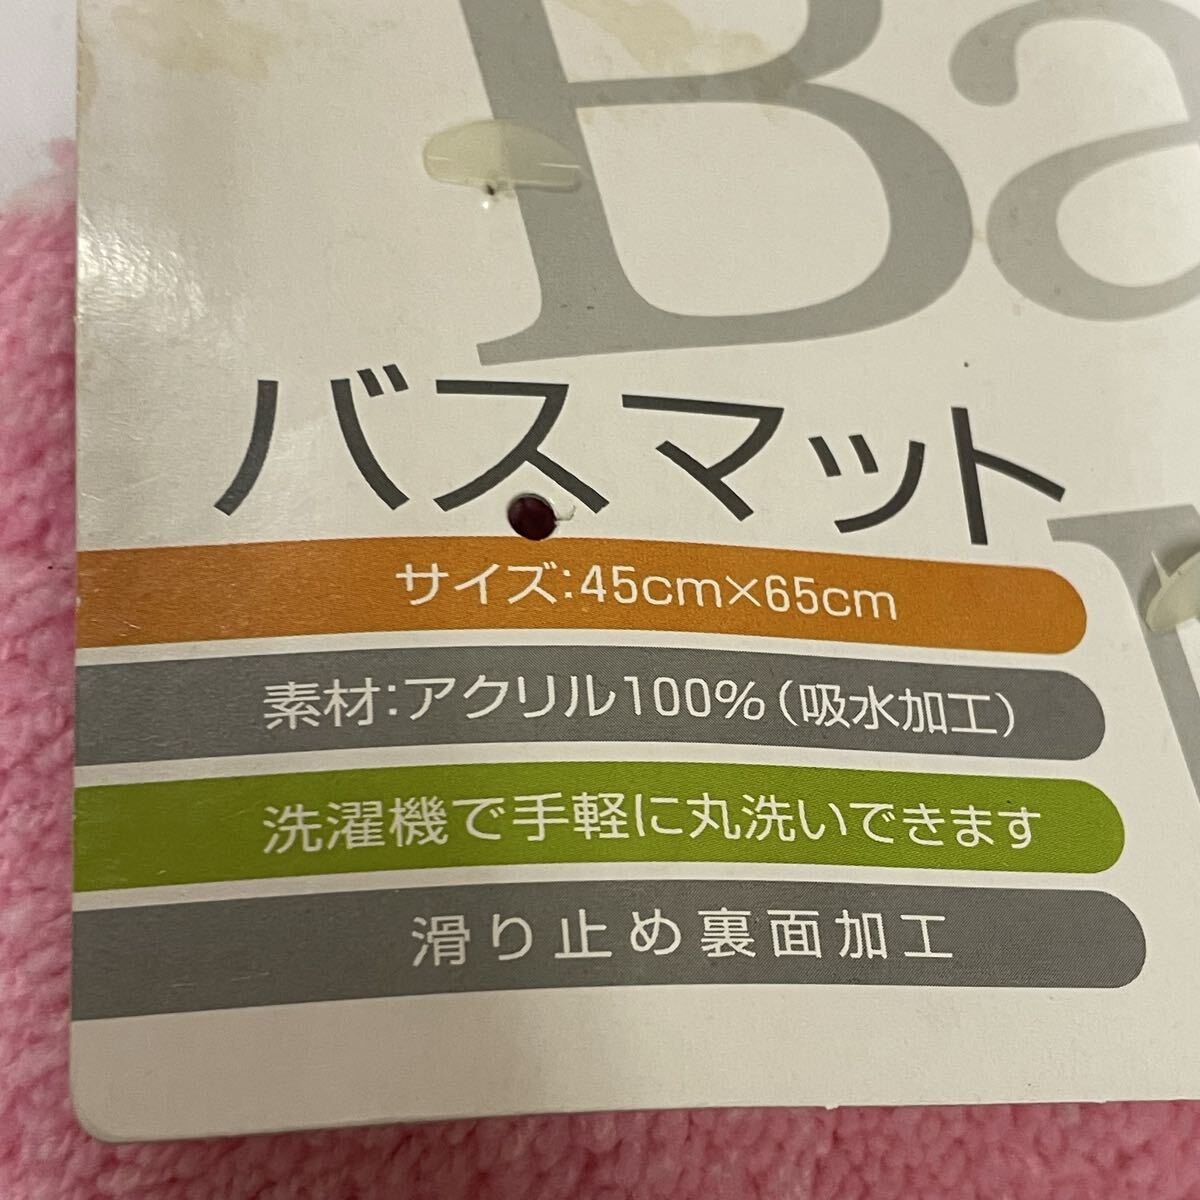 Ba
バスマット
サイズ:45cm×65cm
素材:アクリル100%(吸水加工)
洗濯機で手軽に丸洗いできます
滑り止め裏面加工